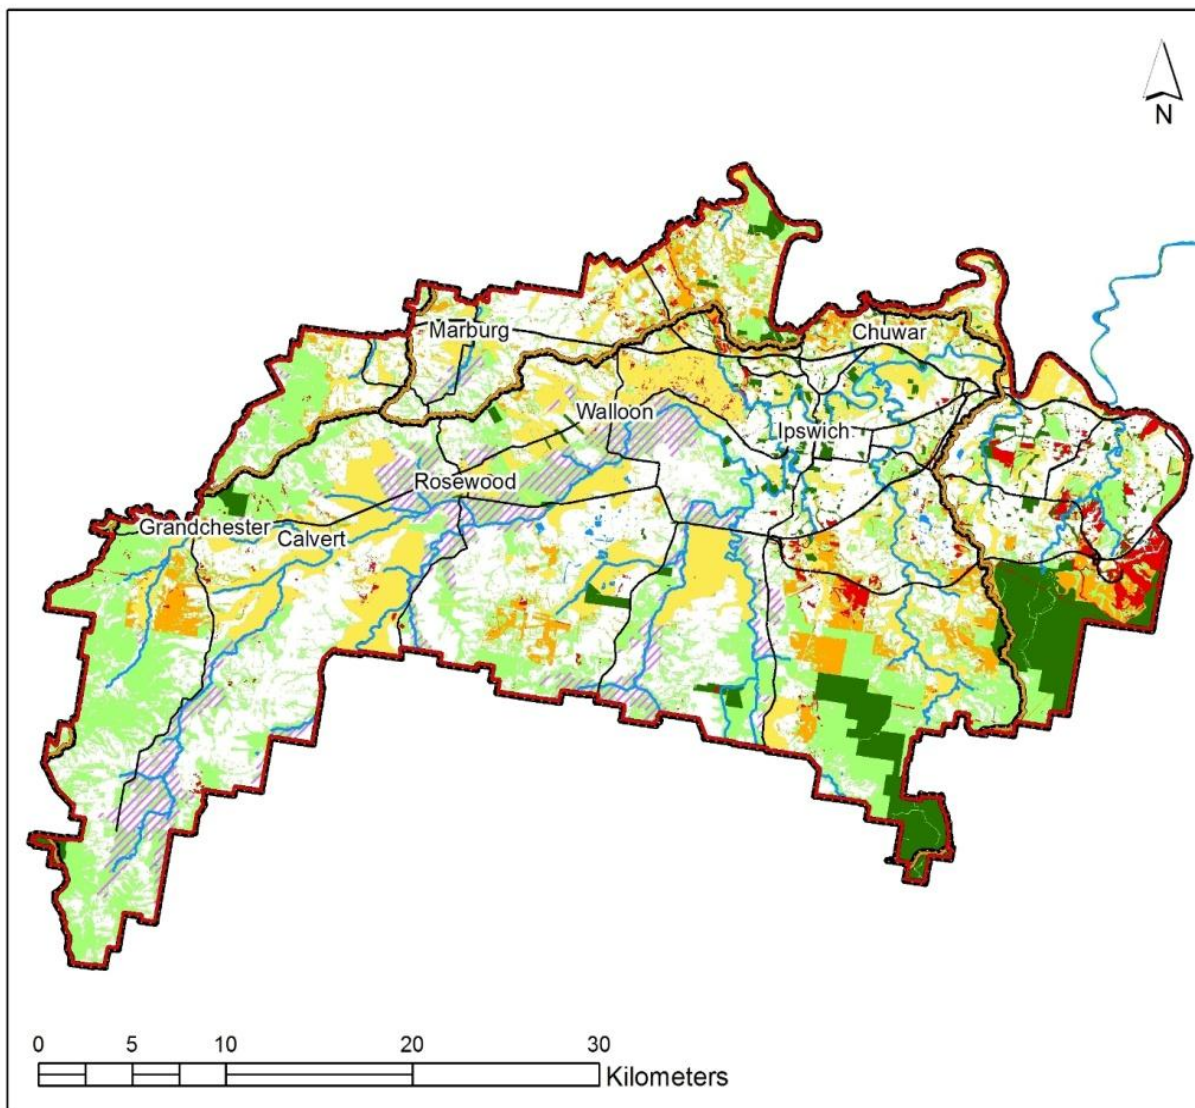 N
Marburg
Chuwar
Walloon
Ipswich
Rosewood
Grandchester
Calvert
0 5 10 20 30
Kilometers